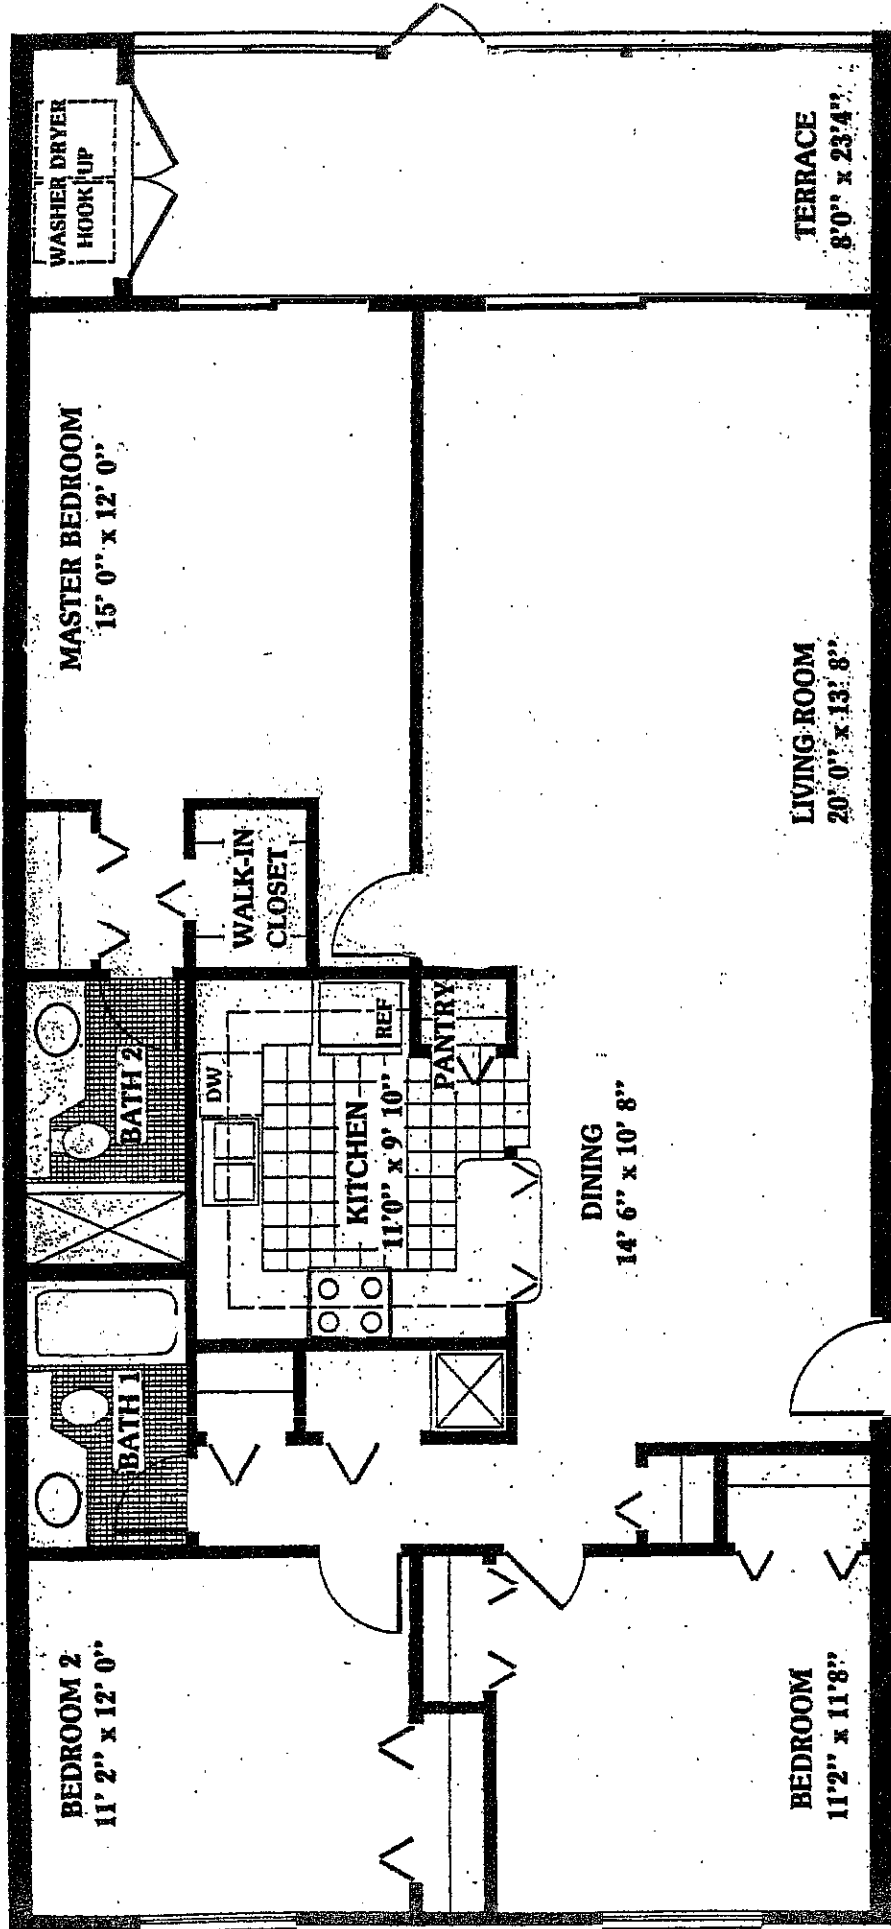 WASHER DRYER
HOOK UP
TERRACE
8'0" x 23'4"
MASTER BEDROOM
15' 0" x 12' 0"
LIVING ROOM
20' 0" x 13' 8"
WALK-IN
CLOSET
BATH 2
DW
REF
PANTRY
KITCHEN
11'0" x 9' 10"
DINING
14' 6" x 10' 8"
BATH 1
BEDROOM 2
11' 2" x 12' 0"
BEDROOM
11'2" x 11'8"